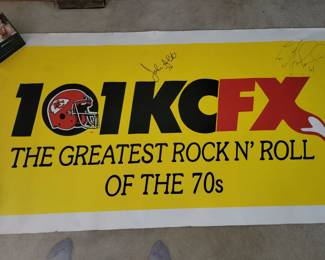 101KCFX
THE GREATEST ROCK N' ROLL
OF THE 70s